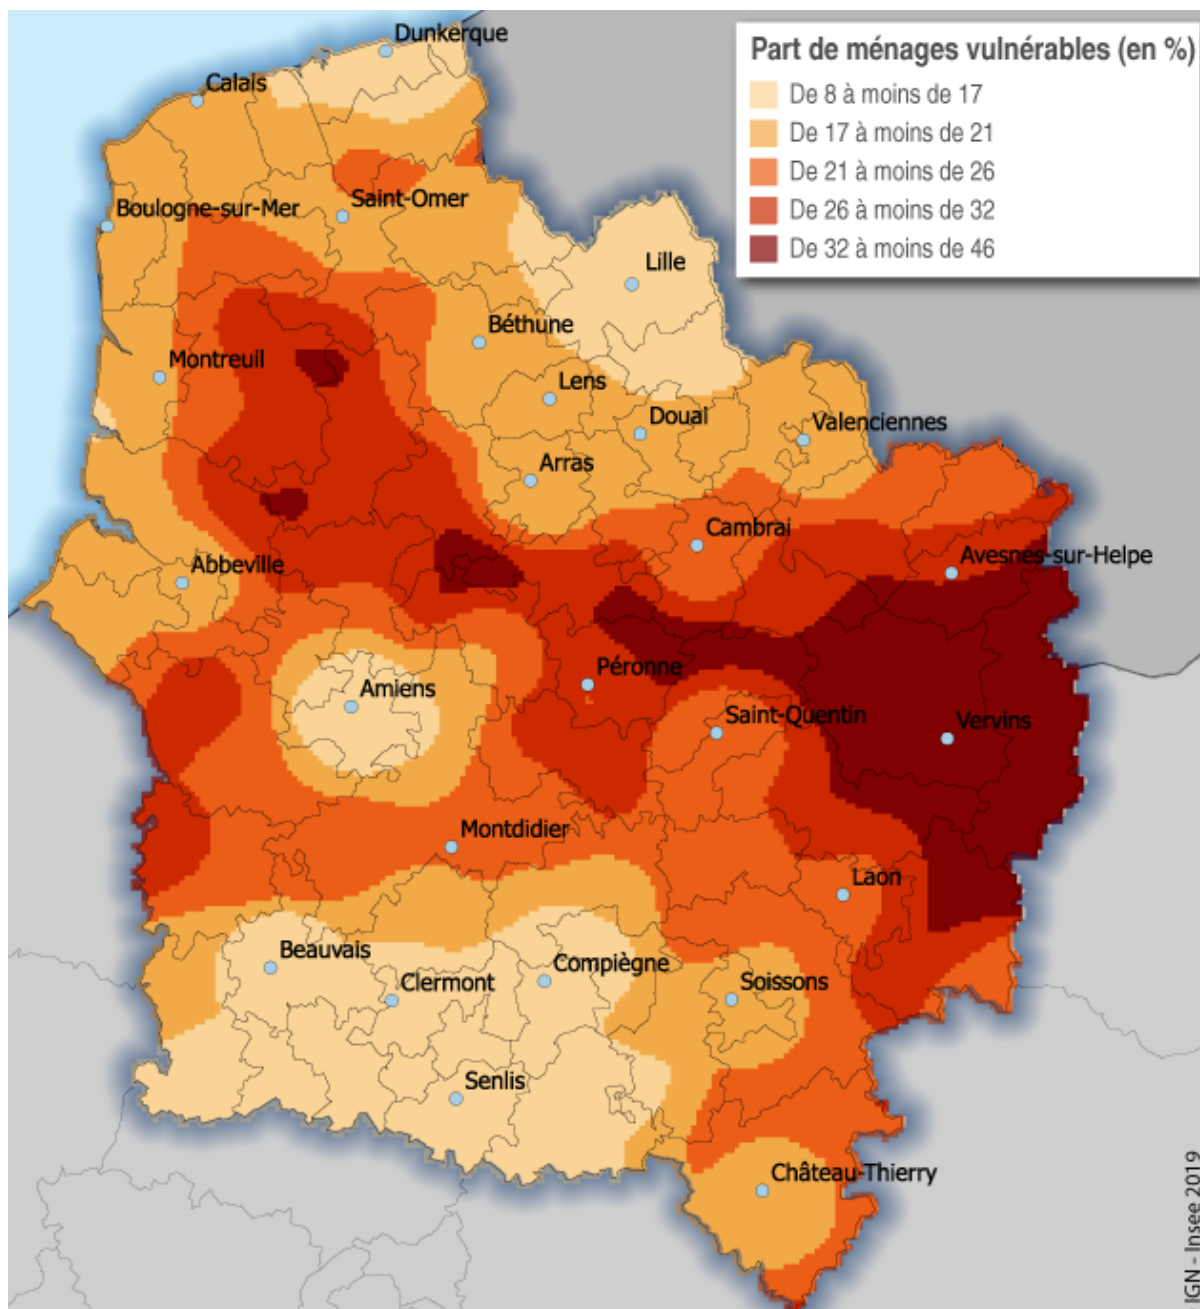 Part de ménages vulnérables (en %)
De 8 à moins de 17
De 17 à moins de 21
De 21 à moins de 26
De 26 à moins de 32
De 32 à moins de 46
Dunkerque
Calais
Boulogne-sur-Mer
Saint-Omer
Lille
Béthune
Montreuil
Lens
Douai
Valenciennes
Arras
Cambrai
Avesnes-sur-Helpe
Abbeville
Péronne
Amiens
Saint-Quentin
Vervins
Montdidier
Laon
Beauvais
Clermont
Compiègne
Soissons
Senlis
Château-Thierry
IGN - Insee 2019